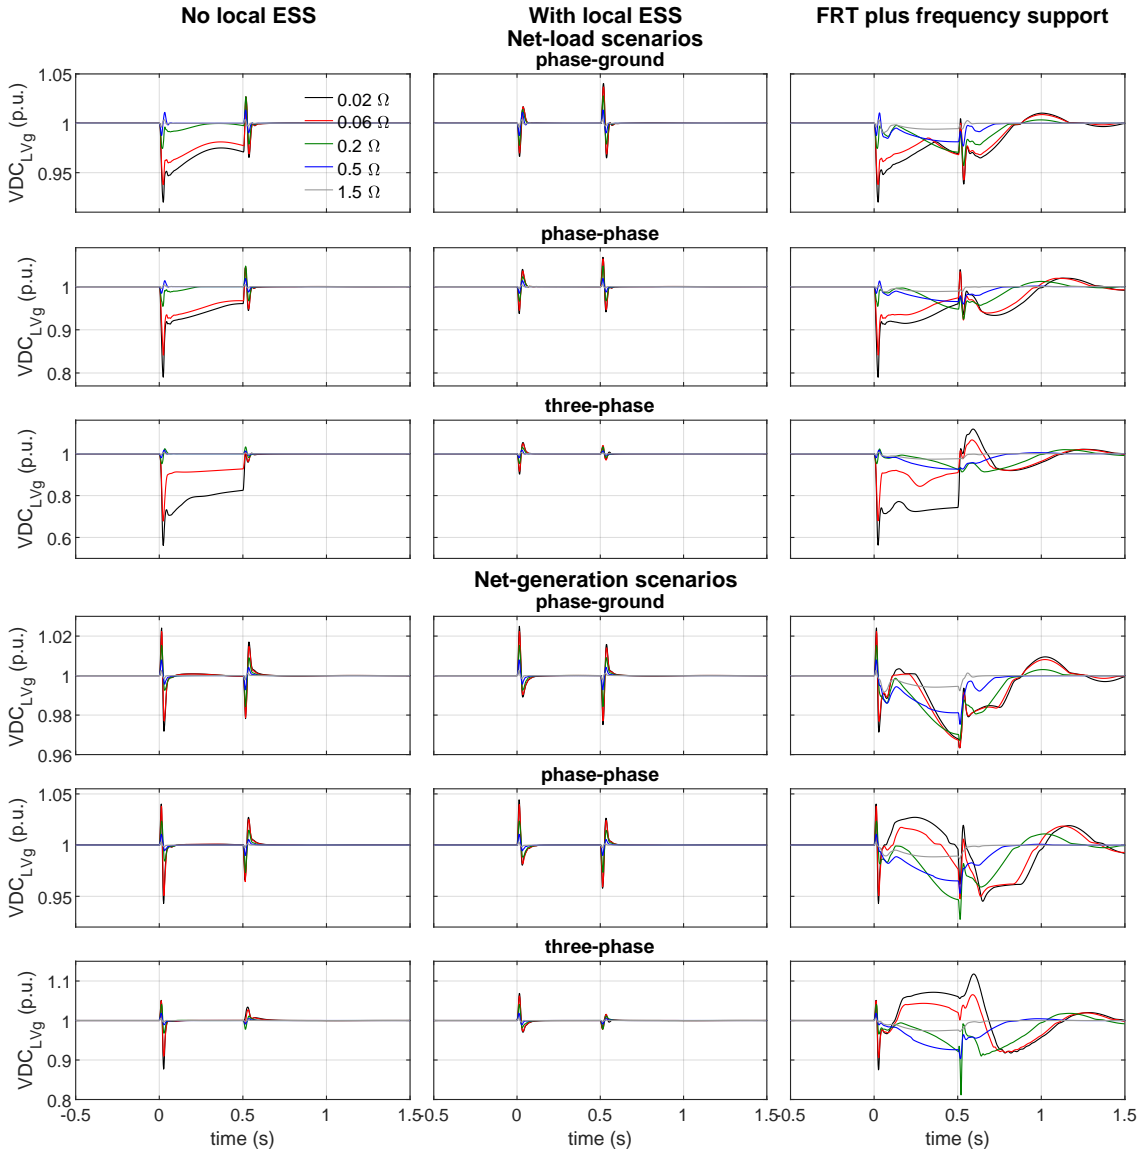 No local ESS
With local ESS
FRT plus frequency support
Net-load scenarios
phase-ground
VDC_LVg (p.u.)
1.05
1
0.95
0.02 Ω
0.06 Ω
0.2 Ω
0.5 Ω
1.5 Ω
phase-phase
VDC_LVg (p.u.)
1
0.9
0.8
three-phase
VDC_LVg (p.u.)
1
0.8
0.6
Net-generation scenarios
phase-ground
VDC_LVg (p.u.)
1.02
1
0.98
0.96
phase-phase
VDC_LVg (p.u.)
1.05
1
0.95
three-phase
VDC_LVg (p.u.)
1.1
1
0.9
0.8
-0.5 0 0.5 1 1.5
-0.5 0 0.5 1 1.5
-0.5 0 0.5 1 1.5
time (s)
time (s)
time (s)